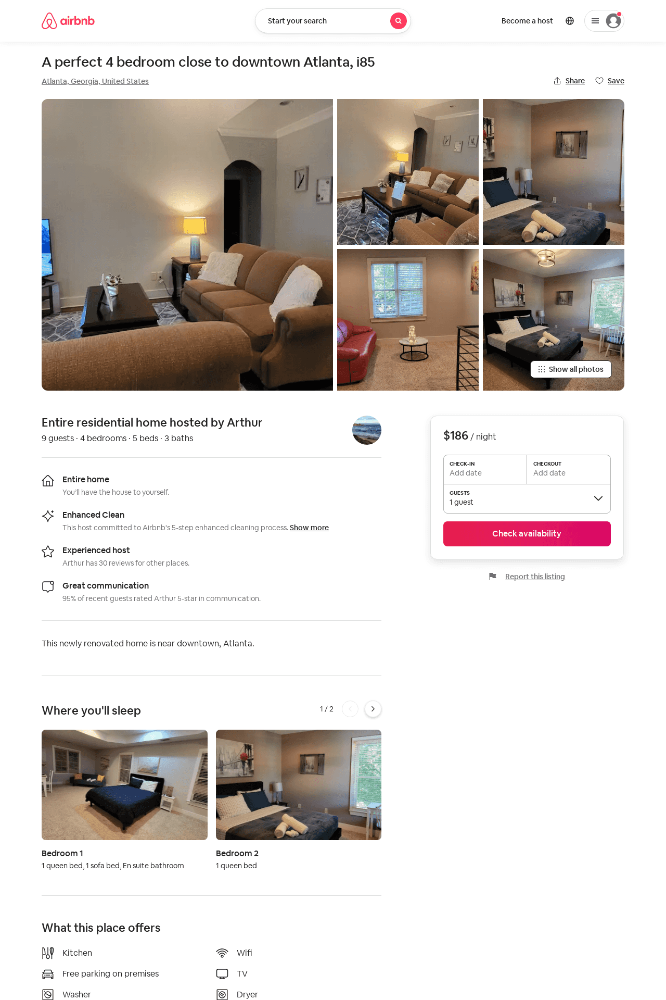 airbnb
Start your search
Become a host
A perfect 4 bedroom close to downtown Atlanta, i85
Atlanta, Georgia, United States
Share
Save
Show all photos
Entire residential home hosted by Arthur
9 guests · 4 bedrooms · 5 beds · 3 baths
Entire home
You’ll have the house to yourself.
Enhanced Clean
This host committed to Airbnb's 5-step enhanced cleaning process. Show more
Experienced host
Arthur has 30 reviews for other places.
Great communication
95% of recent guests rated Arthur 5-star in communication.
$186 / night
CHECK-IN
Add date
CHECKOUT
Add date
GUESTS
1 guest
Check availability
Report this listing
This newly renovated home is near downtown, Atlanta.
Where you'll sleep
1 / 2
Bedroom 1
1 queen bed, 1 sofa bed, En suite bathroom
Bedroom 2
1 queen bed
What this place offers
Kitchen
Wifi
Free parking on premises
TV
Washer
Dryer